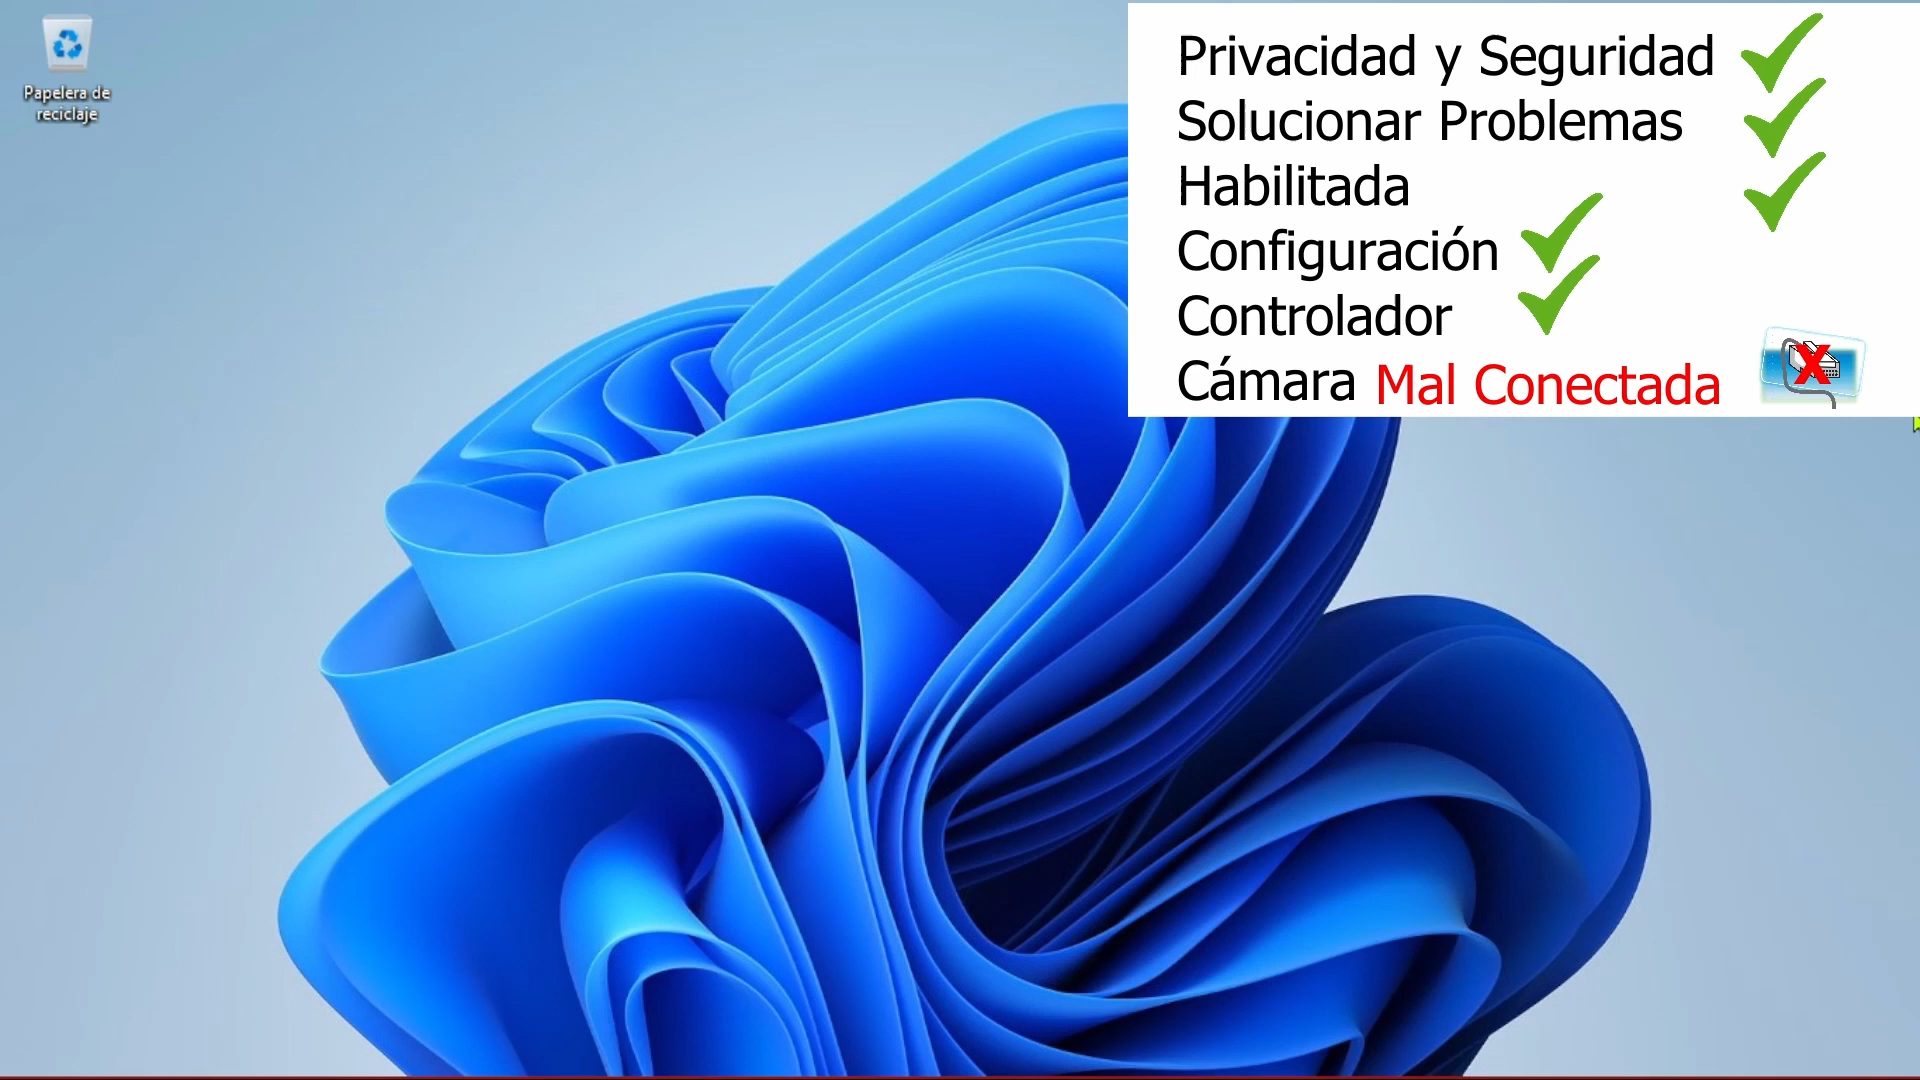 Papelera de
reciclaje
Privacidad y Seguridad
Solucionar Problemas
Habilitada
Configuración
Controlador
Cámara Mal Conectada
X